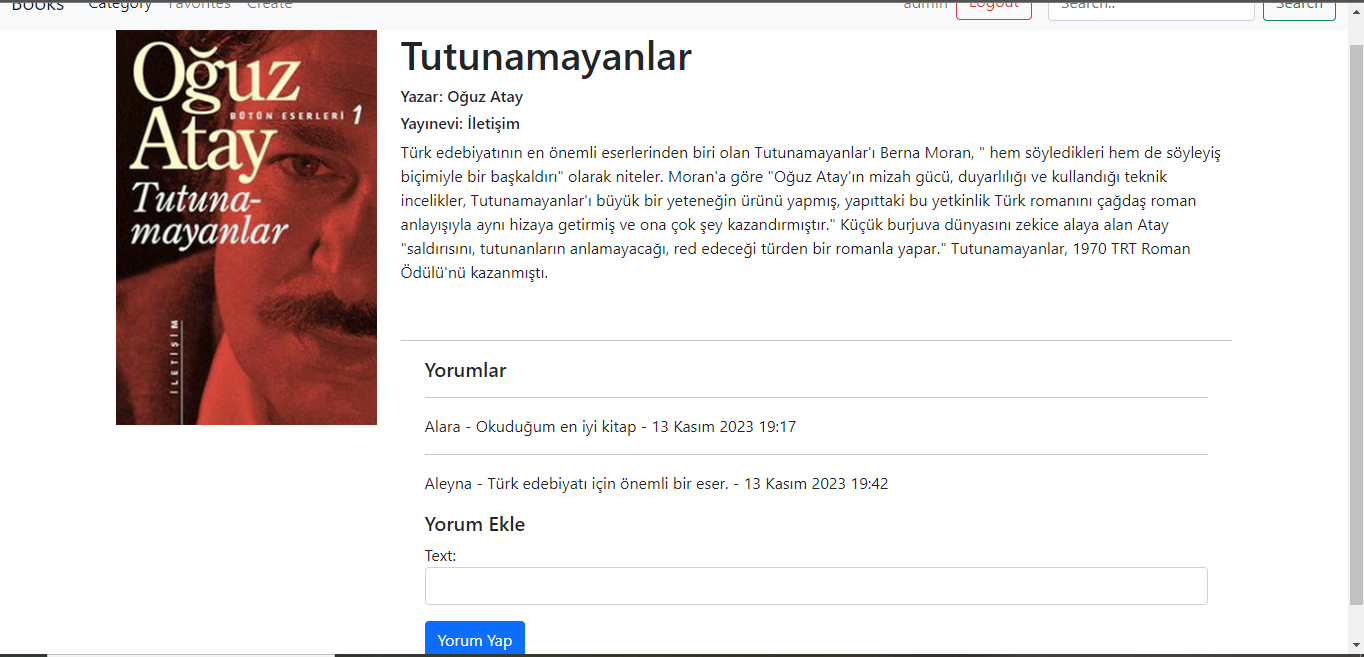 Books Category Favorites Create admin Logout Search.. Search
Oğuz
BÜTÜN ESERLERİ 1
Atay
Tutuna-
mayanlar
İLETİŞİM
Tutunamayanlar
Yazar: Oğuz Atay
Yayınevi: İletişim
Türk edebiyatının en önemli eserlerinden biri olan Tutunamayanlar'ı Berna Moran, " hem söyledikleri hem de söyleyiş
biçimiyle bir başkaldırı" olarak niteler. Moran'a göre "Oğuz Atay'ın mizah gücü, duyarlılığı ve kullandığı teknik
incelikler, Tutunamayanlar'ı büyük bir yeteneğin ürünü yapmış, yapıttaki bu yetkinlik Türk romanını çağdaş roman
anlayışıyla aynı hizaya getirmiş ve ona çok şey kazandırmıştır." Küçük burjuva dünyasını zekice alaya alan Atay
"saldırısını, tutunanların anlamayacağı, red edeceği türden bir romanla yapar." Tutunamayanlar, 1970 TRT Roman
Ödülü'nü kazanmıştı.
Yorumlar
Alara - Okuduğum en iyi kitap - 13 Kasım 2023 19:17
Aleyna - Türk edebiyatı için önemli bir eser. - 13 Kasım 2023 19:42
Yorum Ekle
Text:
Yorum Yap